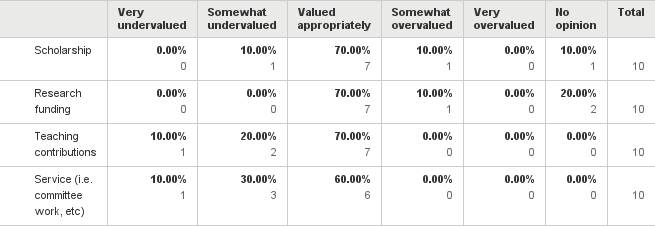 Very undervalued Somewhat undervalued Valued appropriately Somewhat overvalued Very overvalued No opinion Total
Scholarship 0.00% 10.00% 70.00% 10.00% 0.00% 10.00%
0 1 7 1 0 1 10
Research funding 0.00% 0.00% 70.00% 10.00% 0.00% 20.00%
0 0 7 1 0 2 10
Teaching contributions 10.00% 20.00% 70.00% 0.00% 0.00% 0.00%
1 2 7 0 0 0 10
Service (i.e. committee work, etc) 10.00% 30.00% 60.00% 0.00% 0.00% 0.00%
1 3 6 0 0 0 10